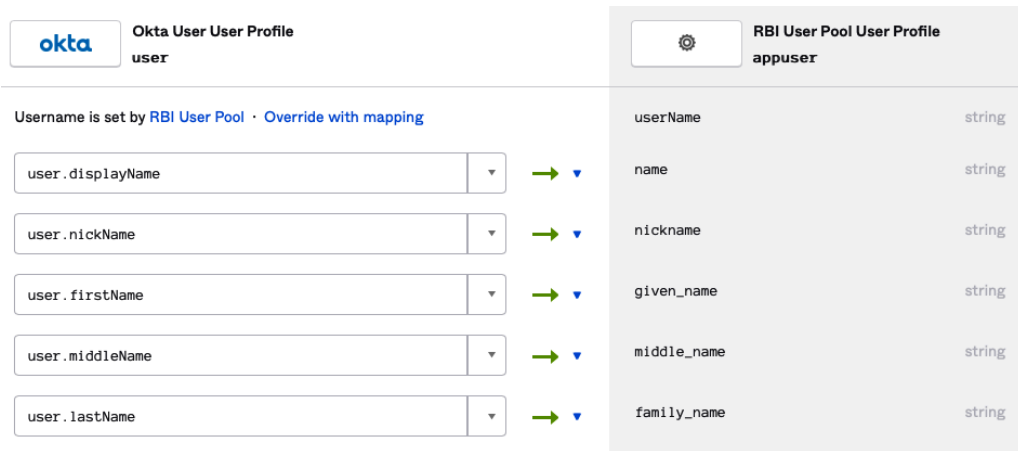 okta
Okta User User Profile
user
RBI User Pool User Profile
appuser
Username is set by RBI User Pool · Override with mapping
userName string
user.displayName name string
user.nickName nickname string
user.firstName given_name string
user.middleName middle_name string
user.lastName family_name string